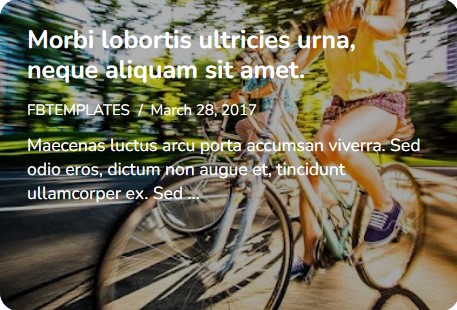 Morbi lobortis ultricies urna,
neque aliquam sit amet.
FBTEMPLATES / March 28, 2017
Maecenas luctus arcu porta accumsan viverra. Sed
odio eros, dictum non augue et, tincidunt
ullamcorper ex. Sed ...